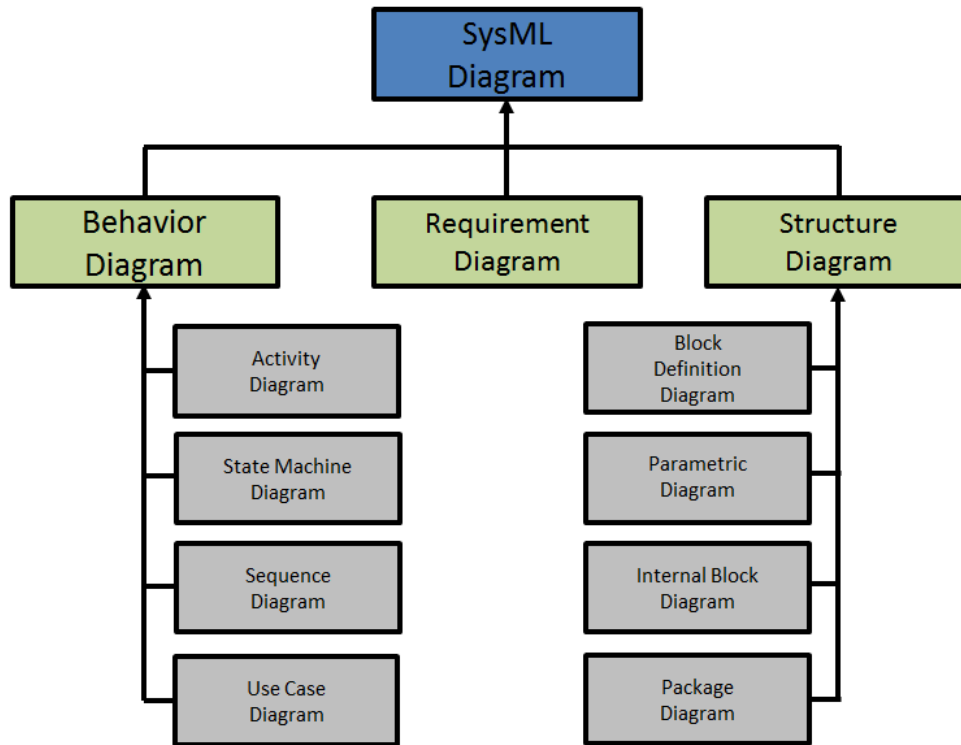 SysML
Diagram
Behavior
Diagram
Requirement
Diagram
Structure
Diagram
Activity
Diagram
State Machine
Diagram
Sequence
Diagram
Use Case
Diagram
Block
Definition
Diagram
Parametric
Diagram
Internal Block
Diagram
Package
Diagram